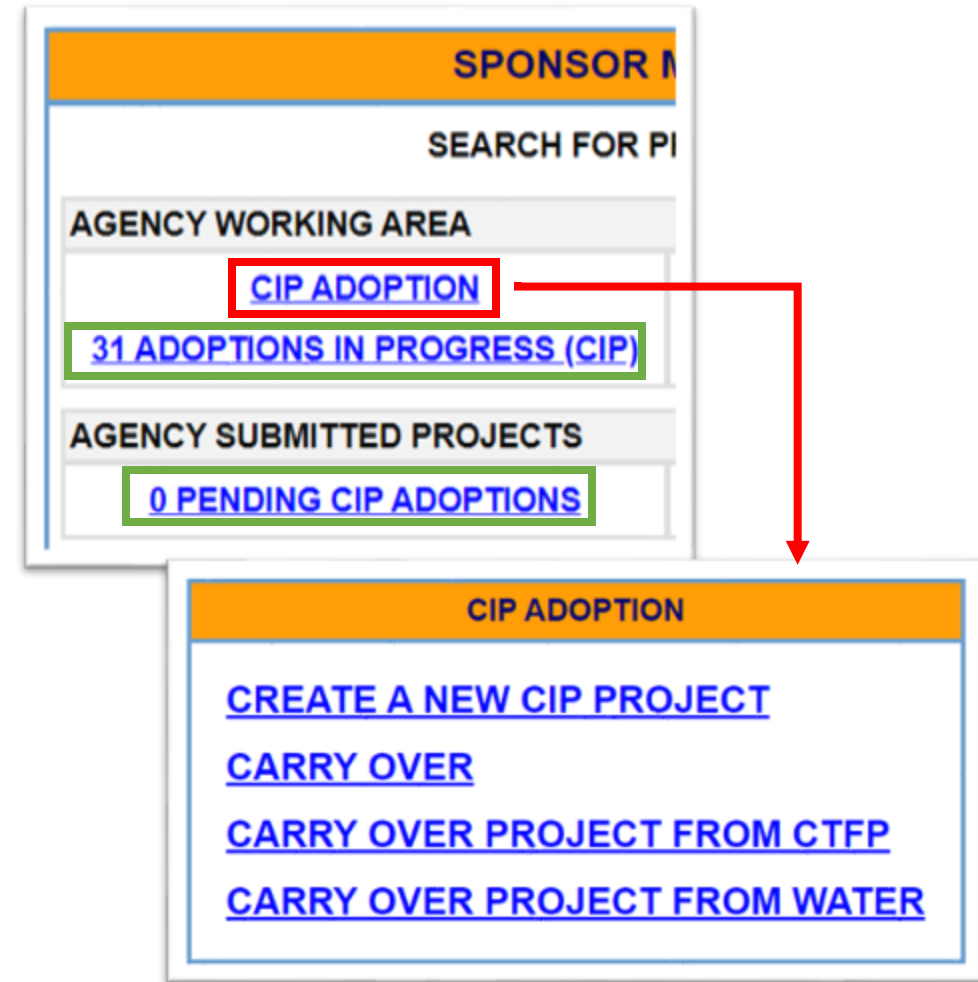 SPONSOR
SEARCH FOR
AGENCY WORKING AREA
CIP ADOPTION
31 ADOPTIONS IN PROGRESS (CIP)
AGENCY SUBMITTED PROJECTS
0 PENDING CIP ADOPTIONS
CIP ADOPTION
CREATE A NEW CIP PROJECT
CARRY OVER
CARRY OVER PROJECT FROM CTFP
CARRY OVER PROJECT FROM WATER